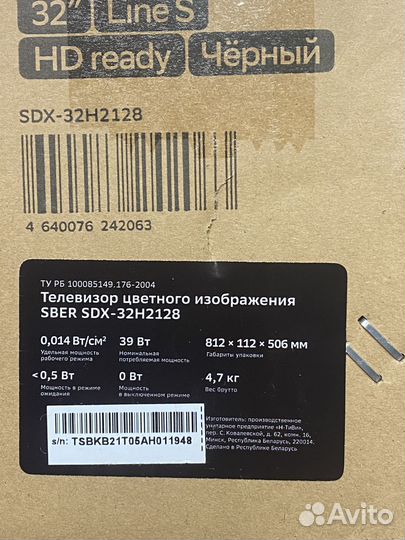 32" Line S
HD ready Чёрный
SDX-32H2128
4 640076 242063
ТУ РБ 100085149.176-2004
Телевизор цветного изображения
SBER SDX-32H2128
0,014 Вт/см² 39 Вт 812 × 112 × 506 мм
Удельная мощность рабочего режима
Номинальная потребляемая мощность
Габариты упаковки
<0,5 Вт 0 Вт 4,7 кг
Мощность в режиме ожидания
Мощность в выключенном режиме
Вес брутто
s/n: TSBKB21T05AH011948
Изготовитель: производственное
унитарное предприятие «Н-ТиВи»,
пер. С. Ковалевской, д. 62, комн. 16,
Минск, Республика Беларусь, 220014.
Сделано в Республике Беларусь
Avito